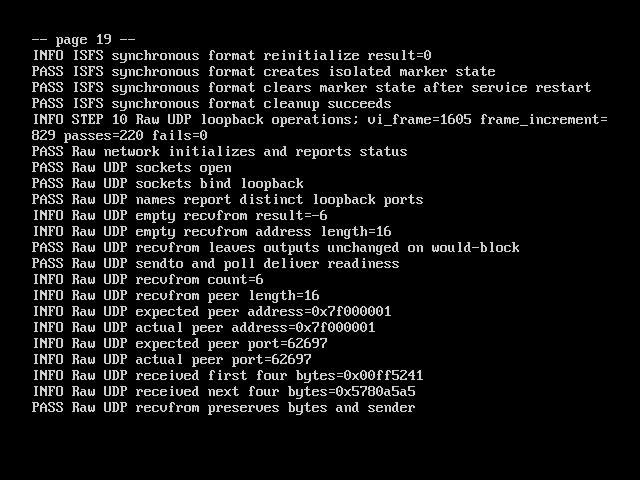 -- page 19 --
INFO ISFS synchronous format reinitialize result=0
PASS ISFS synchronous format creates isolated marker state
PASS ISFS synchronous format clears marker state after service restart
PASS ISFS synchronous format cleanup succeeds
INFO STEP 10 Raw UDP loopback operations; vi_frame=1605 frame_increment=
829 passes=220 fails=0
PASS Raw network initializes and reports status
PASS Raw UDP sockets open
PASS Raw UDP sockets bind loopback
PASS Raw UDP names report distinct loopback ports
INFO Raw UDP empty recvfrom result=-6
INFO Raw UDP empty recvfrom address length=16
PASS Raw UDP recvfrom leaves outputs unchanged on would-block
PASS Raw UDP sendto and poll deliver readiness
INFO Raw UDP recvfrom count=6
INFO Raw UDP recvfrom peer length=16
INFO Raw UDP expected peer address=0x7f000001
INFO Raw UDP actual peer address=0x7f000001
INFO Raw UDP expected peer port=62697
INFO Raw UDP actual peer port=62697
INFO Raw UDP received first four bytes=0x00ff5241
INFO Raw UDP received next four bytes=0x5780a5a5
PASS Raw UDP recvfrom preserves bytes and sender